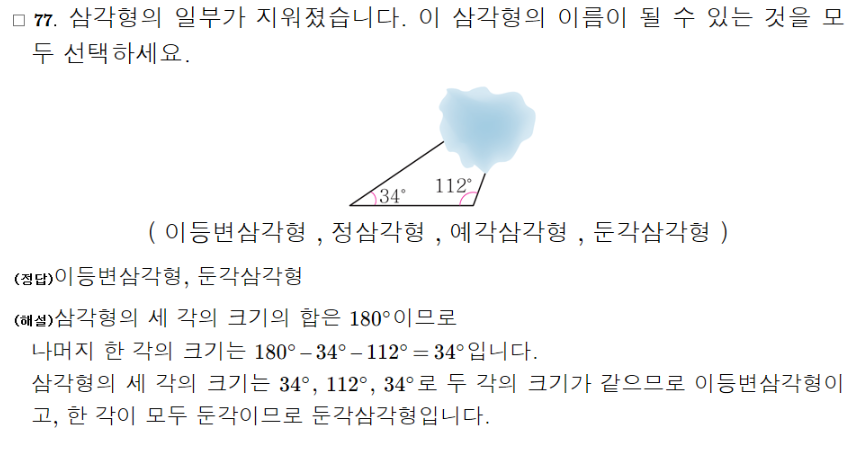 □ 77. 삼각형의 일부가 지워졌습니다. 이 삼각형의 이름이 될 수 있는 것을 모
두 선택하세요.
34° 112°
( 이등변삼각형 , 정삼각형 , 예각삼각형 , 둔각삼각형 )
(정답)이등변삼각형, 둔각삼각형
(해설)삼각형의 세 각의 크기의 합은 180°이므로
나머지 한 각의 크기는 180°-34°-112°=34°입니다.
삼각형의 세 각의 크기는 34°, 112°, 34°로 두 각의 크기가 같으므로 이등변삼각형이
고, 한 각이 모두 둔각이므로 둔각삼각형입니다.